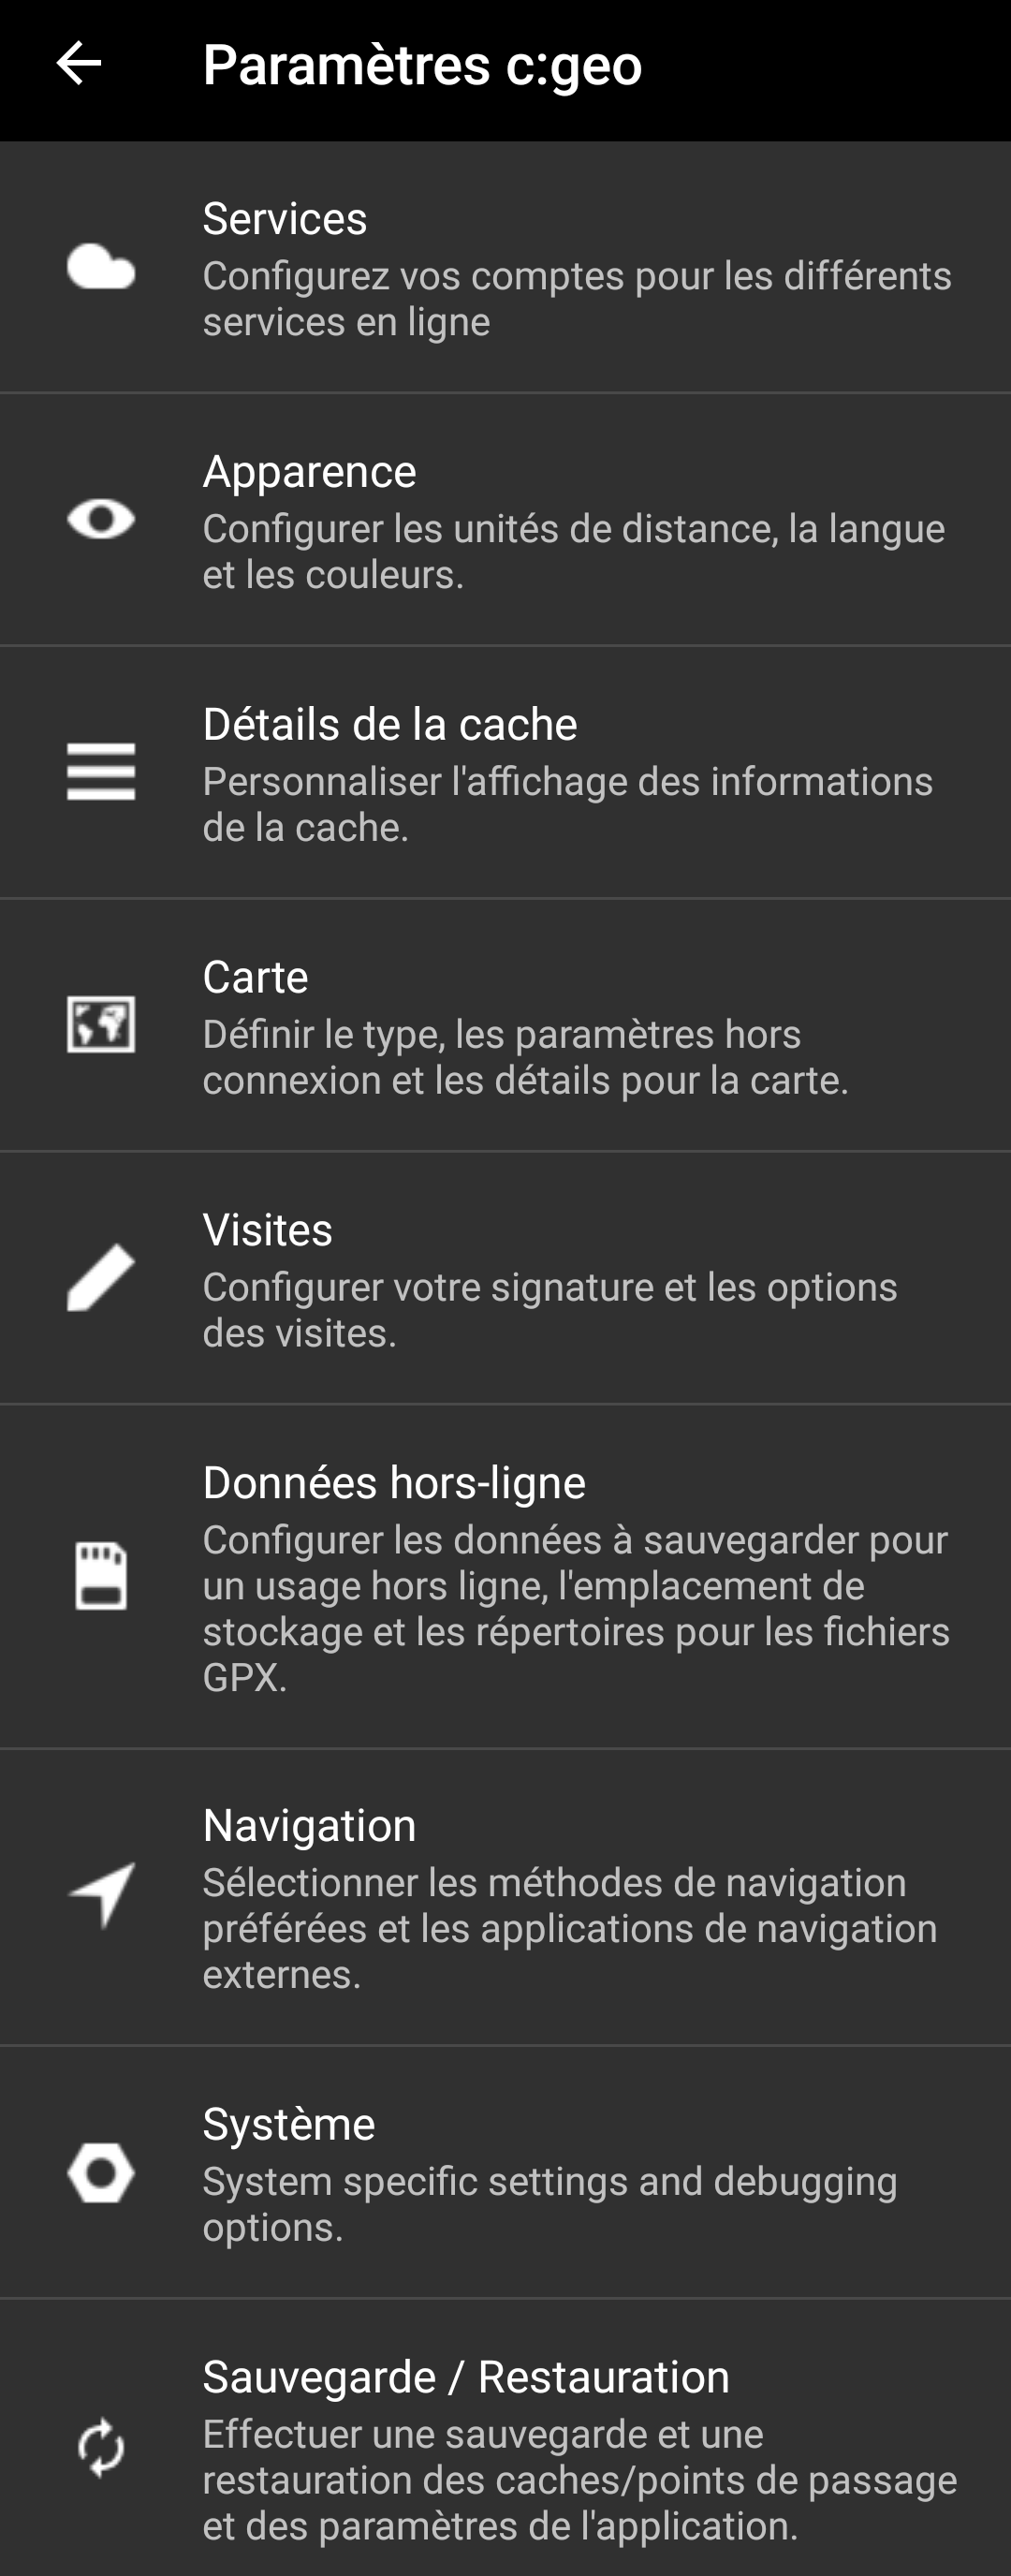 Paramètres c:geo
Services
Configurez vos comptes pour les différents
services en ligne
Apparence
Configurer les unités de distance, la langue
et les couleurs.
Détails de la cache
Personnaliser l'affichage des informations
de la cache.
Carte
Définir le type, les paramètres hors
connexion et les détails pour la carte.
Visites
Configurer votre signature et les options
des visites.
Données hors-ligne
Configurer les données à sauvegarder pour
un usage hors ligne, l'emplacement de
stockage et les répertoires pour les fichiers
GPX.
Navigation
Sélectionner les méthodes de navigation
préférées et les applications de navigation
externes.
Système
System specific settings and debugging
options.
Sauvegarde / Restauration
Effectuer une sauvegarde et une
restauration des caches/points de passage
et des paramètres de l'application.